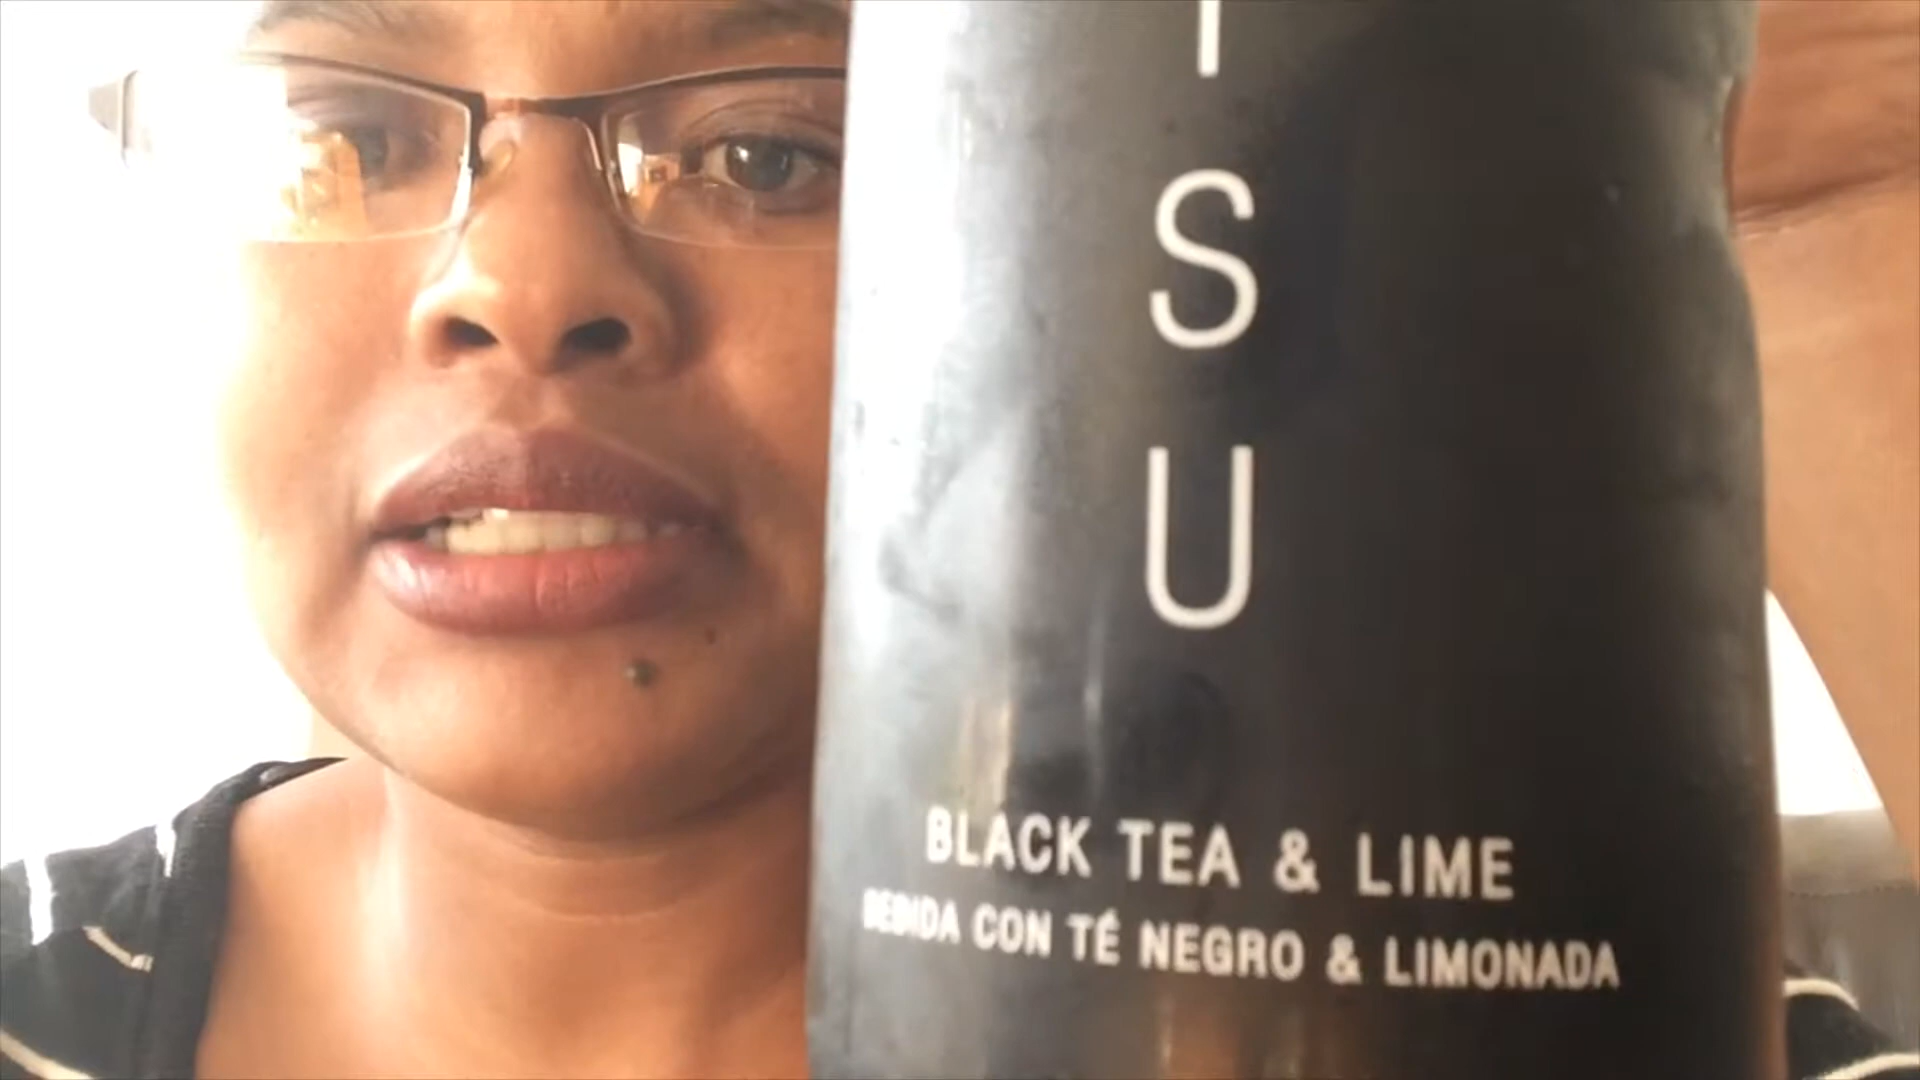 S
U
BLACK TEA & LIME
BEBIDA CON TÉ NEGRO & LIMONADA